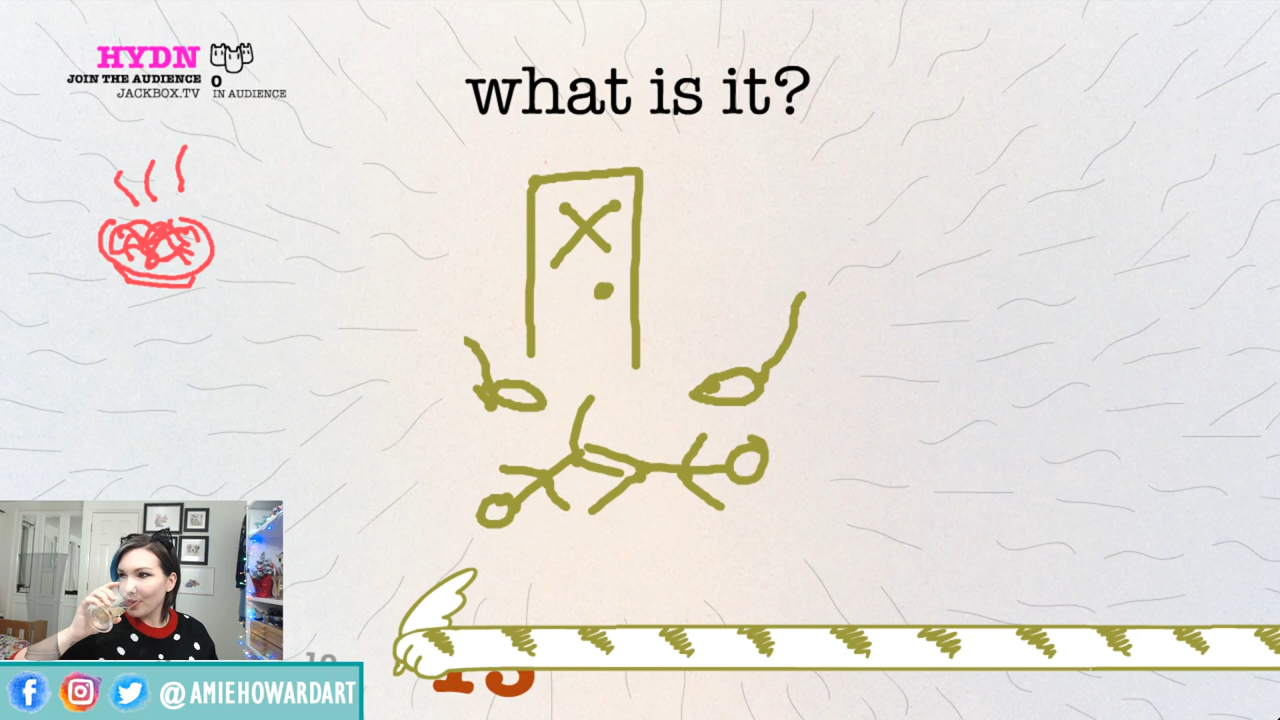 HYDN
JOIN THE AUDIENCE
JACKBOX.TV
0
IN AUDIENCE
what is it?
@AMIEHOWARDART